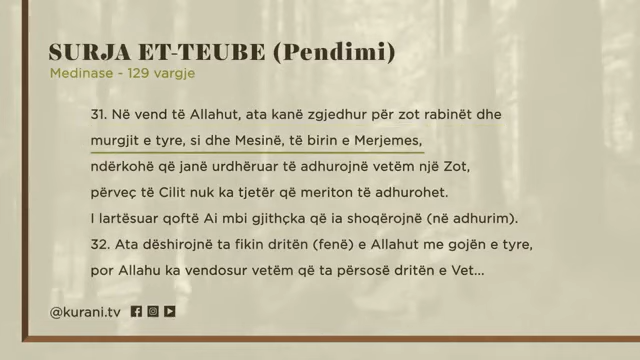 SURJA ET-TEUBE (Pendimi)
Medinase - 129 vargje
31. Në vend të Allahut, ata kanë zgjedhur për zot rabinët dhe
murgjit e tyre, si dhe Mesinë, të birin e Merjemes,
ndërkohë që janë urdhëruar të adhurojnë vetëm një Zot,
përveç të Cilit nuk ka tjetër që meriton të adhurohet.
I lartësuar qoftë Ai mbi gjithçka që ia shoqërojnë (në adhurim).
32. Ata dëshirojnë ta fikin dritën (fenë) e Allahut me gojën e tyre,
por Allahu ka vendosur vetëm që ta përsosë dritën e Vet...
@kurani.tv